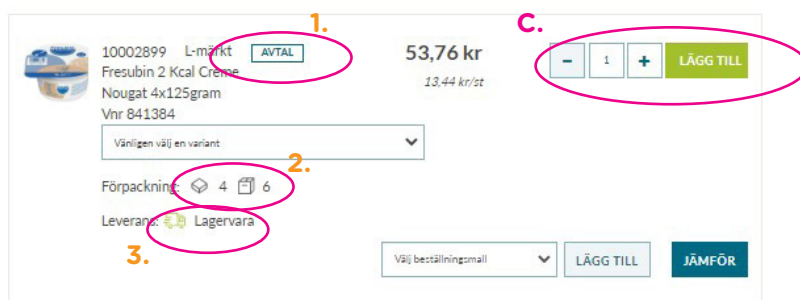 1.
C.
10002899 L-märkt AVTAL
53,76 kr
− 1 + LÄGG TILL
Fresubin 2 Kcal Creme
13,44 kr/st
Nougat 4x125gram
Vnr 841384
Vänligen välj en variant
2.
Förpackning: 4 6
Leverans: Lagervara
3.
Välj beställningsmall LÄGG TILL JÄMFÖR